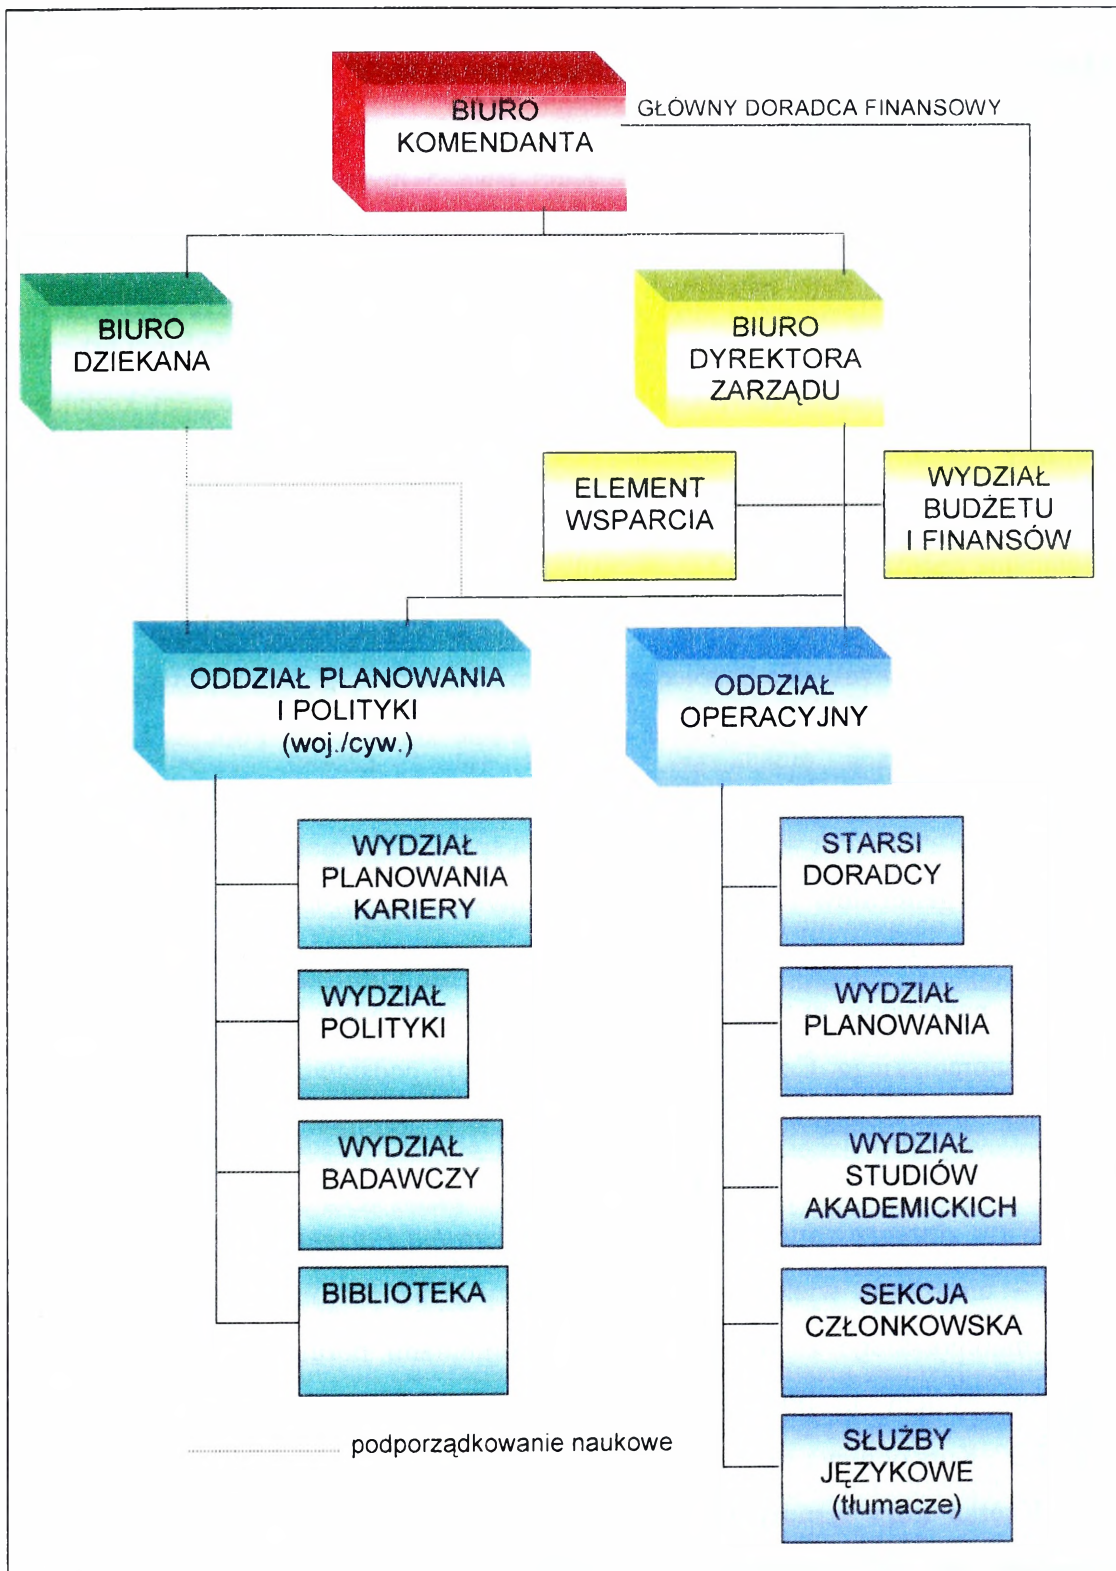 BIURO
KOMENDANTA
GŁÓWNY DORADCA FINANSOWY
BIURO
DZIEKANA
BIURO
DYREKTORA
ZARZĄDU
ELEMENT
WSPARCIA
WYDZIAŁ
BUDŻETU
I FINANSÓW
ODDZIAŁ PLANOWANIA
I POLITYKI
(woj./cyw.)
ODDZIAŁ
OPERACYJNY
WYDZIAŁ
PLANOWANIA
KARIERY
WYDZIAŁ
POLITYKI
WYDZIAŁ
BADAWCZY
BIBLIOTEKA
STARSI
DORADCY
WYDZIAŁ
PLANOWANIA
WYDZIAŁ
STUDIÓW
AKADEMICKICH
SEKCJA
CZŁONKOWSKA
SŁUŻBY
JĘZYKOWE
(tłumacze)
podporządkowanie naukowe